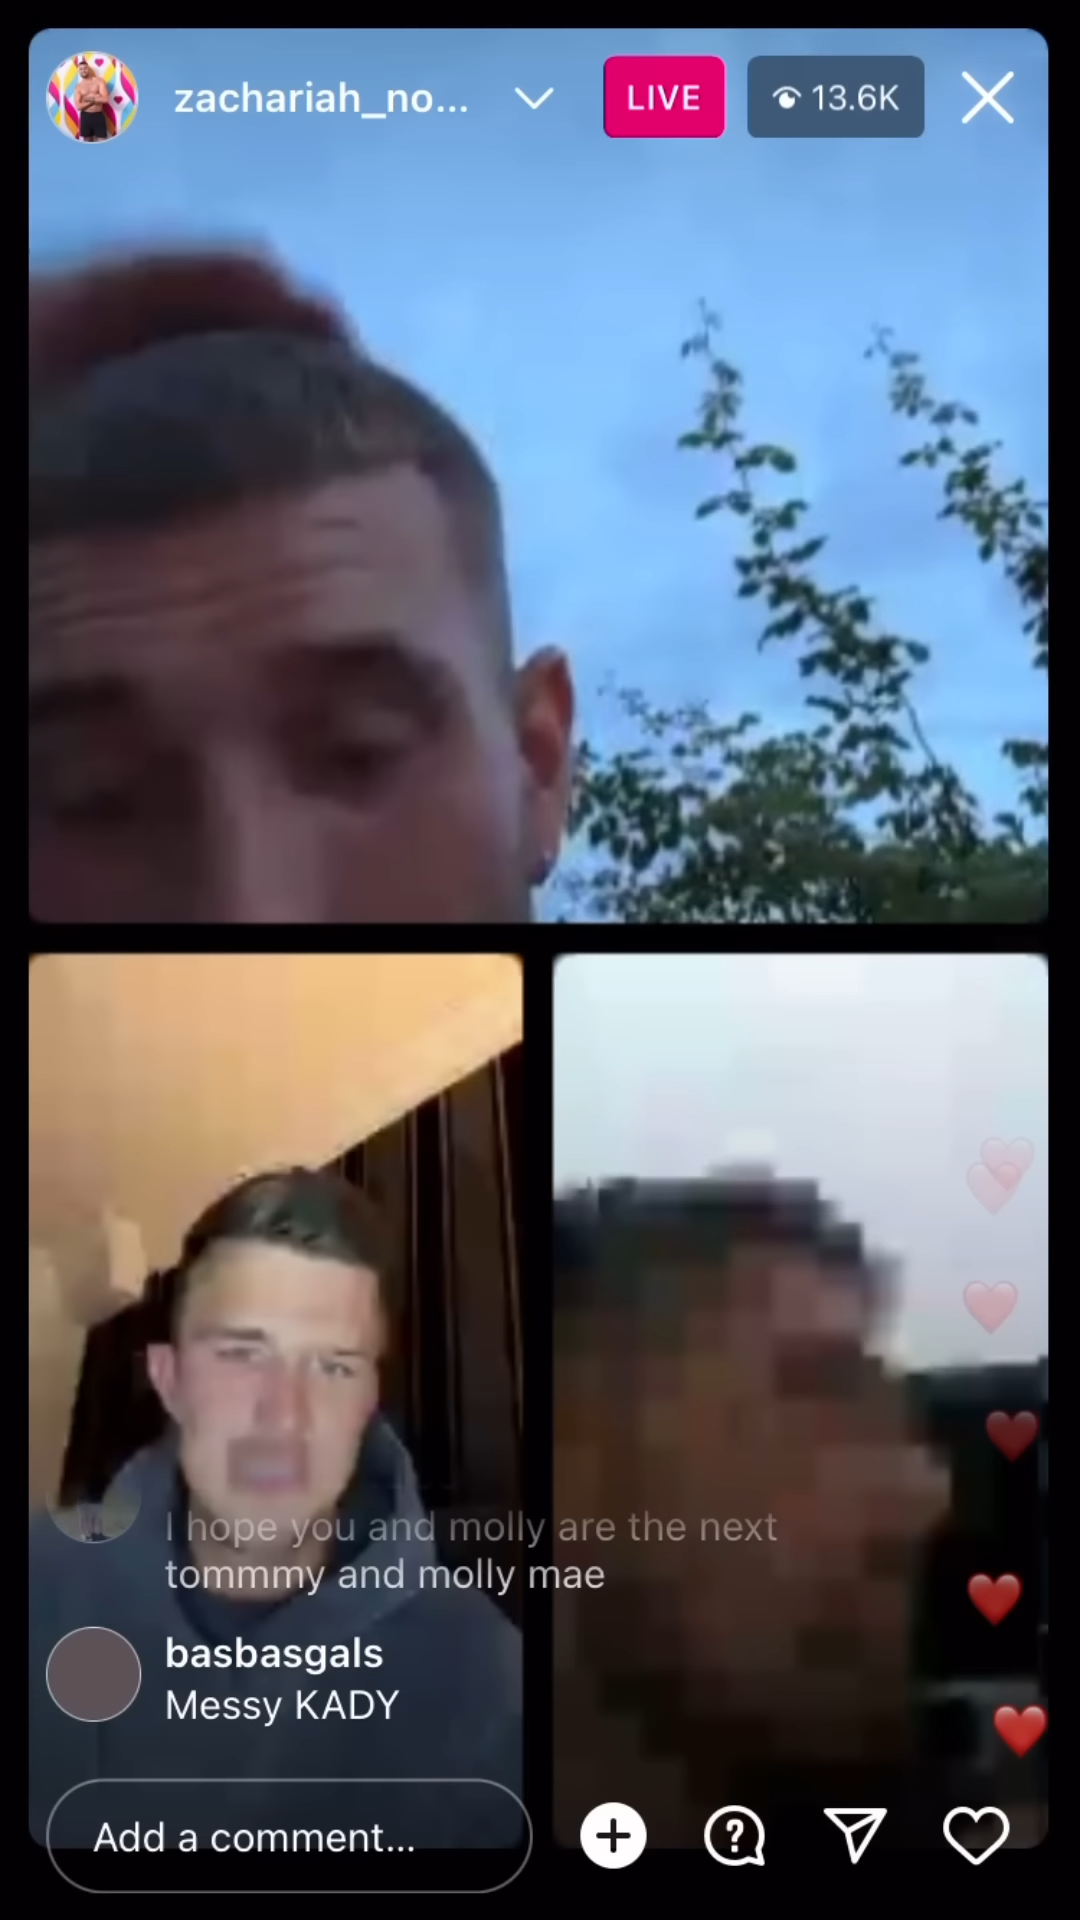 zachariah_no...
LIVE
13.6K
I hope you and molly are the next
tommmy and molly mae
basbasgals
Messy KADY
Add a comment...